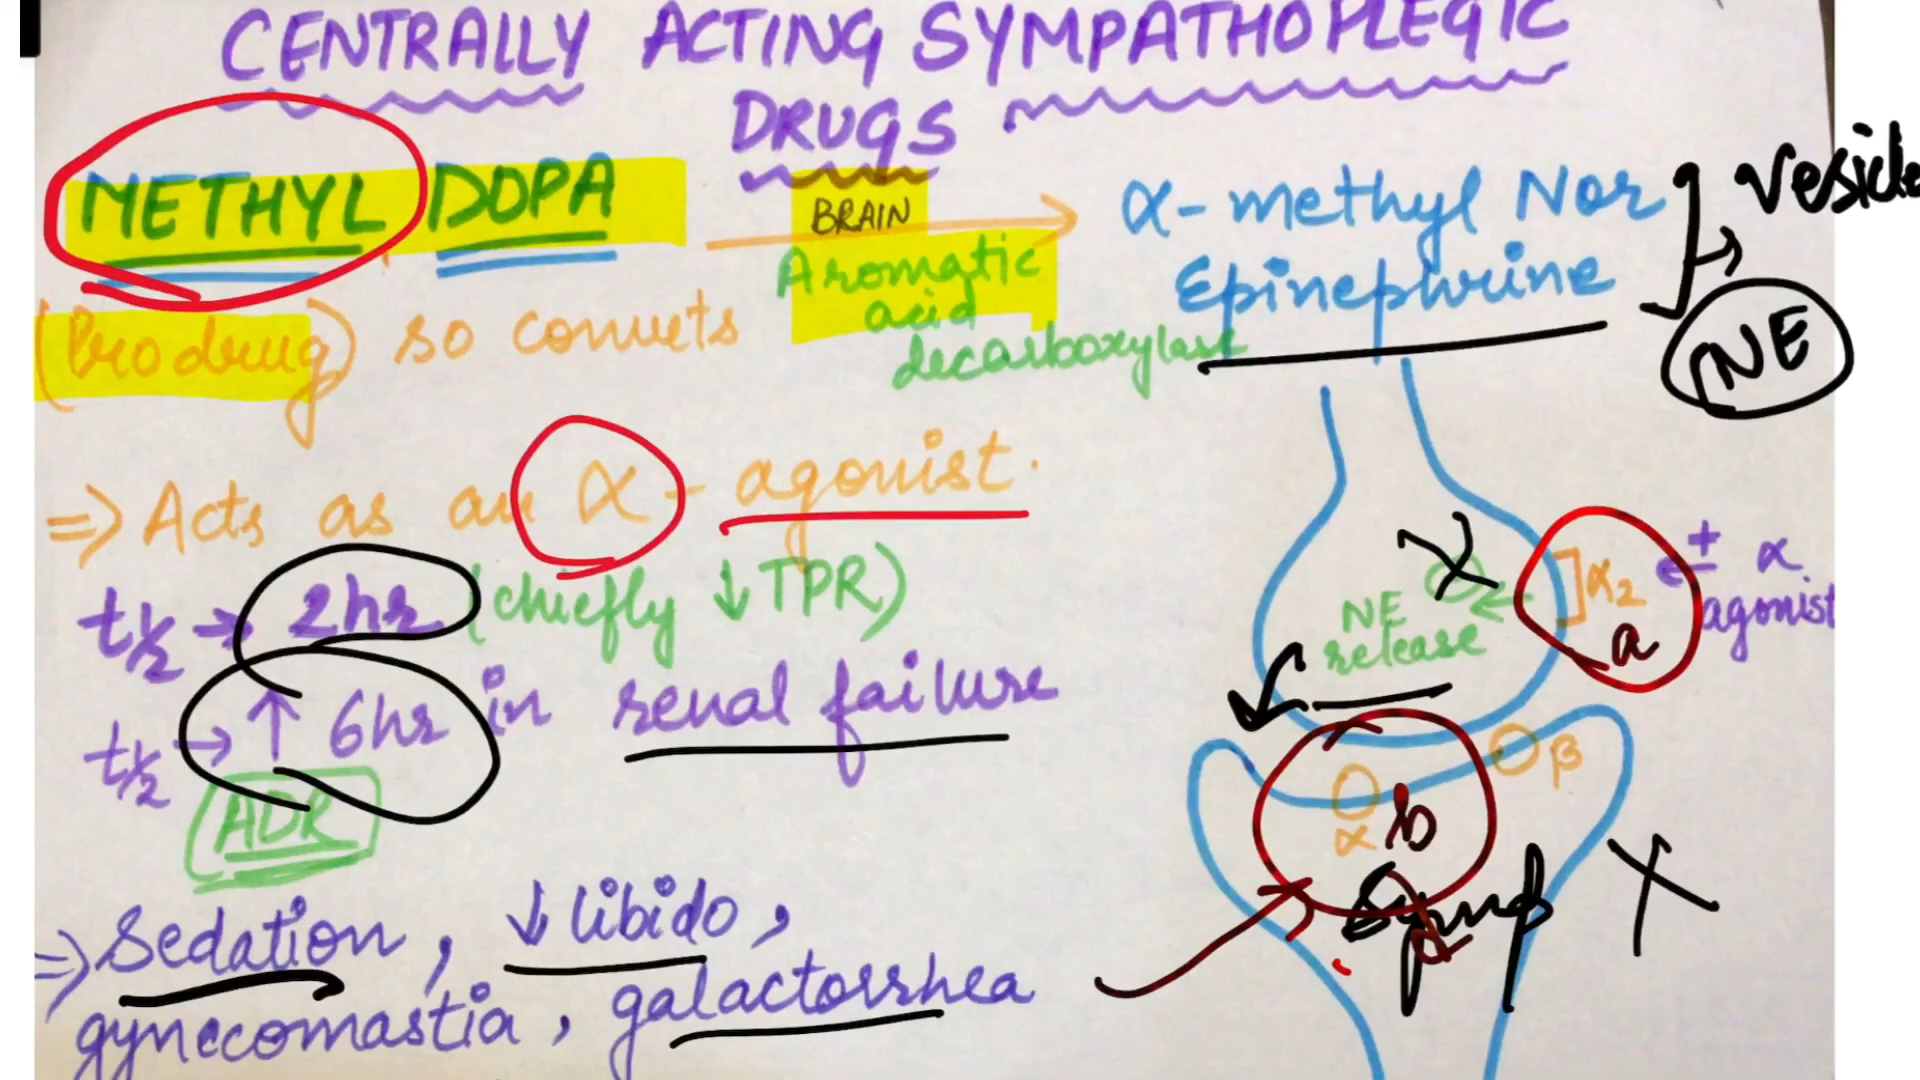 CENTRALLY ACTING SYMPATHOPLEGIC
DRUGS
METHYL DOPA
BRAIN
Aromatic
acid
decarboxylase
α-methyl Nor
Epinephrine
vesicle
NE
(Prodrug) so converts
⇒ Acts as an α - agonist.
t½ → 2hr (chiefly ↓ TPR)
t½ → ↑ 6hr in renal failure
ADR
⇒ Sedation, ↓ libido,
gynecomastia, galactorrhea
NE
release
α2
a
+ α
agonist
β
α
b
symp